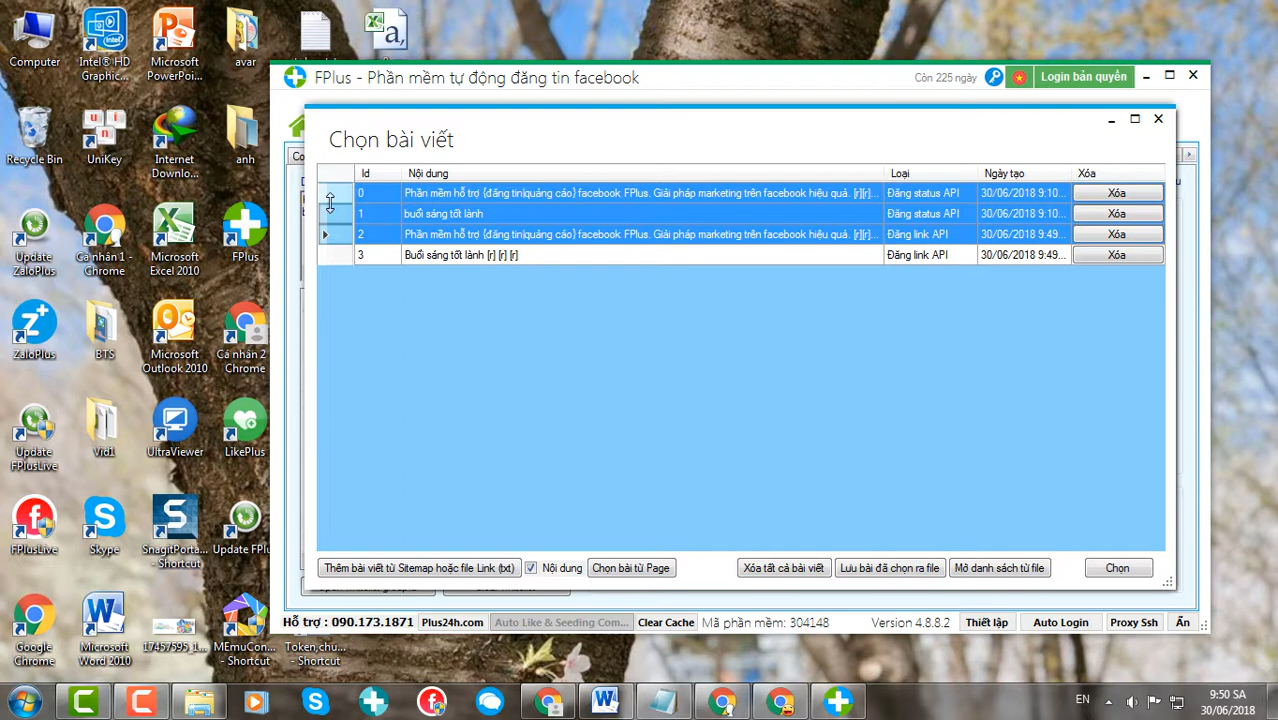 Computer
Intel® HD Graphic...
Microsoft PowerPoi...
avar
FPlus - Phần mềm tự động đăng tin facebook
Còn 225 ngày
Login bản quyền
Recycle Bin
UniKey
Internet Downlo...
anh
Chọn bài viết
Id Nội dung Loại Ngày tạo Xóa
0 Phần mềm hỗ trợ {đăng tin|quảng cáo} facebook FPlus. Giải pháp marketing trên facebook hiệu quả. [r][r]... Đăng status API 30/06/2018 9:10... Xóa
1 buổi sáng tốt lành Đăng status API 30/06/2018 9:10... Xóa
2 Phần mềm hỗ trợ {đăng tin|quảng cáo} facebook FPlus. Giải pháp marketing trên facebook hiệu quả. [r][r]... Đăng link API 30/06/2018 9:49... Xóa
3 Buổi sáng tốt lành [r] [r] [r] Đăng link API 30/06/2018 9:49... Xóa
Update ZaloPlus
Cá nhân 1 - Chrome
Microsoft Excel 2010
FPlus
ZaloPlus
BTS
Microsoft Outlook 2010
Cá nhân 2 Chrome
Update FPlusLive
Vid1
UltraViewer
LikePlus
FPlusLive
Skype
SnagitPorta... - Shortcut
Update FPlu
Thêm bài viết từ Sitemap hoặc file Link (txt)
Nội dung
Chọn bài từ Page
Xóa tất cả bài viết
Lưu bài đã chọn ra file
Mở danh sách từ file
Chọn
Hỗ trợ : 090.173.1871
Plus24h.com
Auto Like & Seeding Com...
Clear Cache
Mã phần mềm: 304148
Version 4.8.8.2
Thiết lập
Auto Login
Proxy Ssh
Ẩn
Google Chrome
Microsoft Word 2010
17457595_1...
MEmuCon... - Shortcut
Token,chu...
EN
9:50 SA
30/06/2018